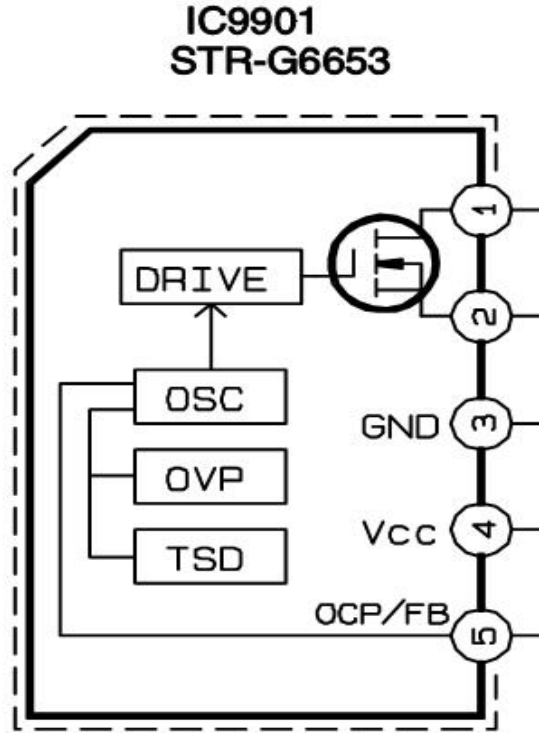 IC9901
STR-G6653
1
DRIVE
2
OSC
GND 3
OVP
Vcc 4
TSD
OCP/FB 5